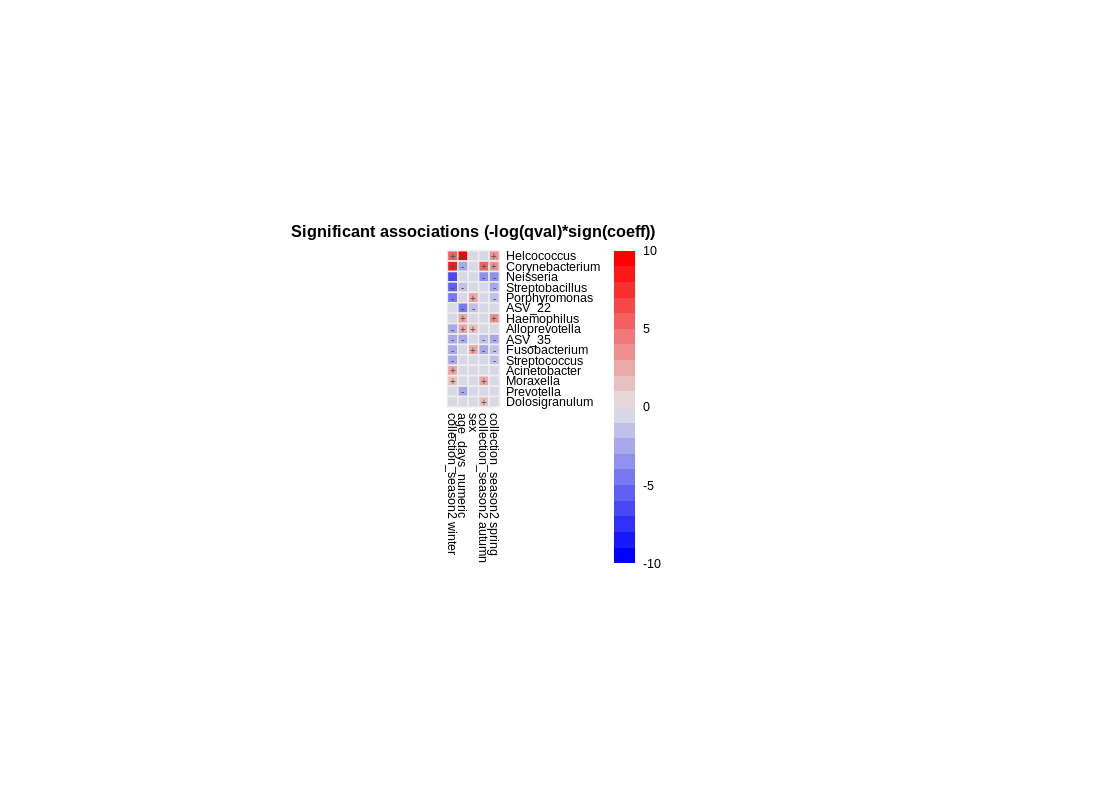 Significant associations (-log(qval)*sign(coeff))
+ + +
+ - + +
- - -
- - -
- + -
- -
+ +
- + +
- - - -
- + - -
- -
+
+ +
-
+
Helcococcus
Corynebacterium
Neisseria
Streptobacillus
Porphyromonas
ASV_22
Haemophilus
Alloprevotella
ASV_35
Fusobacterium
Streptococcus
Acinetobacter
Moraxella
Prevotella
Dolosigranulum
collection_season2 winter
age_days_numeric
sex
collection_season2 autumn
collection_season2 spring
10
5
0
-5
-10